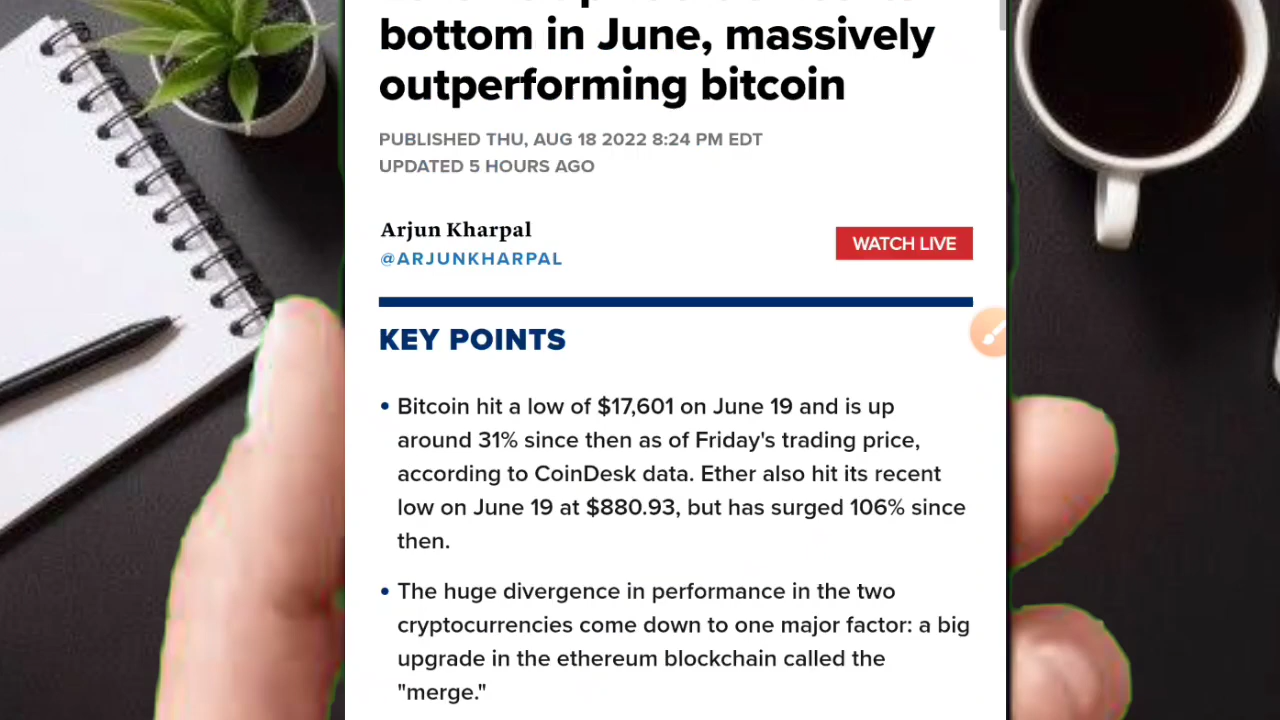 bottom in June, massively
outperforming bitcoin
PUBLISHED THU, AUG 18 2022 8:24 PM EDT
UPDATED 5 HOURS AGO
Arjun Kharpal
@ARJUNKHARPAL
WATCH LIVE
KEY POINTS
• Bitcoin hit a low of $17,601 on June 19 and is up
around 31% since then as of Friday's trading price,
according to CoinDesk data. Ether also hit its recent
low on June 19 at $880.93, but has surged 106% since
then.
• The huge divergence in performance in the two
cryptocurrencies come down to one major factor: a big
upgrade in the ethereum blockchain called the
"merge."